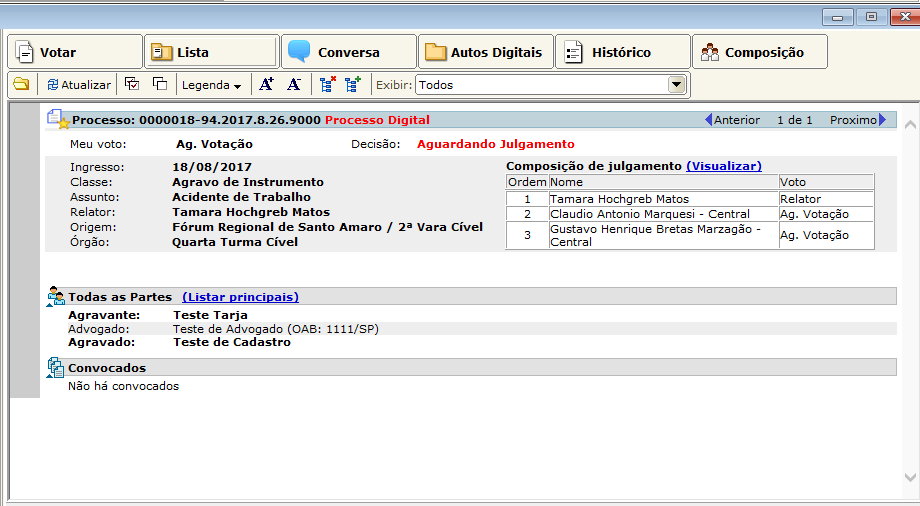 Votar
Lista
Conversa
Autos Digitais
Histórico
Composição
Atualizar
Legenda
A+
A-
Exibir: Todos
Processo: 0000018-94.2017.8.26.9000 Processo Digital
Anterior 1 de 1 Proximo
Meu voto: Ag. Votação Decisão: Aguardando Julgamento
Ingresso: 18/08/2017
Classe: Agravo de Instrumento
Assunto: Acidente de Trabalho
Relator: Tamara Hochgreb Matos
Origem: Fórum Regional de Santo Amaro / 2ª Vara Cível
Órgão: Quarta Turma Cível
Composição de julgamento (Visualizar)
Ordem Nome Voto
1 Tamara Hochgreb Matos Relator
2 Claudio Antonio Marquesi - Central Ag. Votação
3 Gustavo Henrique Bretas Marzagão - Ag. Votação
Central
Todas as Partes (Listar principais)
Agravante: Teste Tarja
Advogado: Teste de Advogado (OAB: 1111/SP)
Agravado: Teste de Cadastro
Convocados
Não há convocados